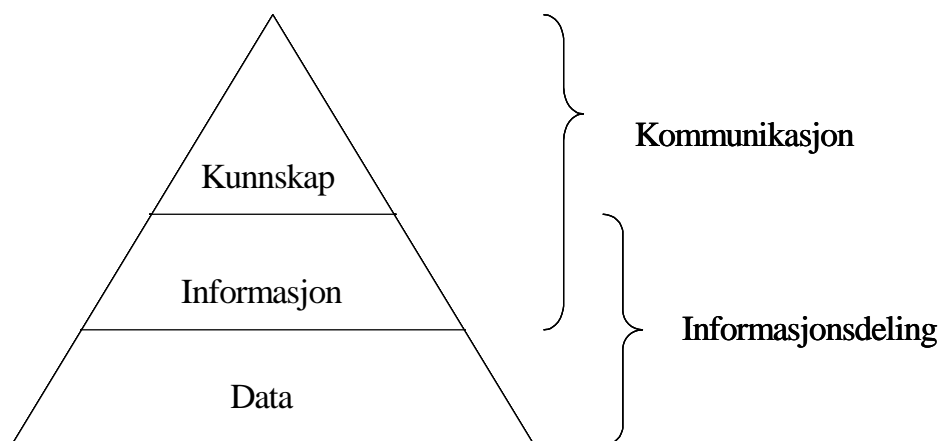 Kommunikasjon
Kunnskap
Informasjon
Informasjonsdeling
Data